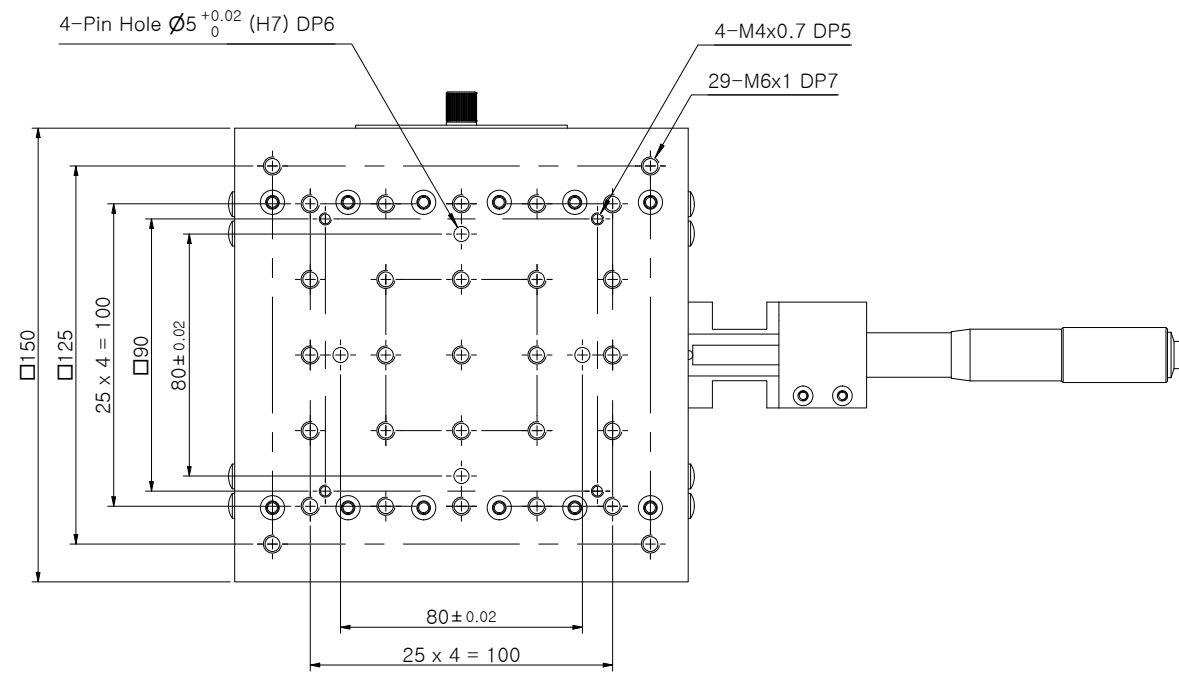 4-Pin Hole Ø5 +0.02 0 (H7) DP6
4-M4x0.7 DP5
29-M6x1 DP7
□150
□125
25 x 4 = 100
□90
80±0.02
80±0.02
25 x 4 = 100